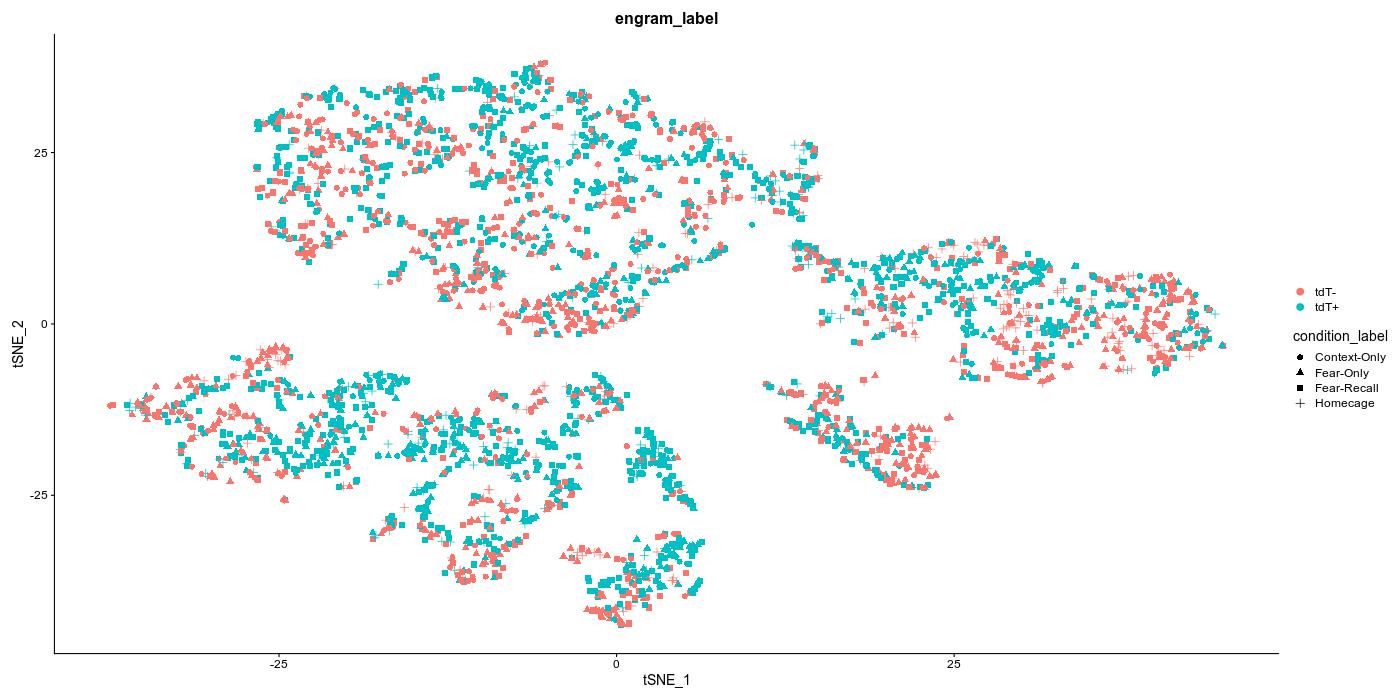 engram_label
25
0
-25
tSNE_2
-25
0
25
tSNE_1
tdT-
tdT+
condition_label
Context-Only
Fear-Only
Fear-Recall
Homecage